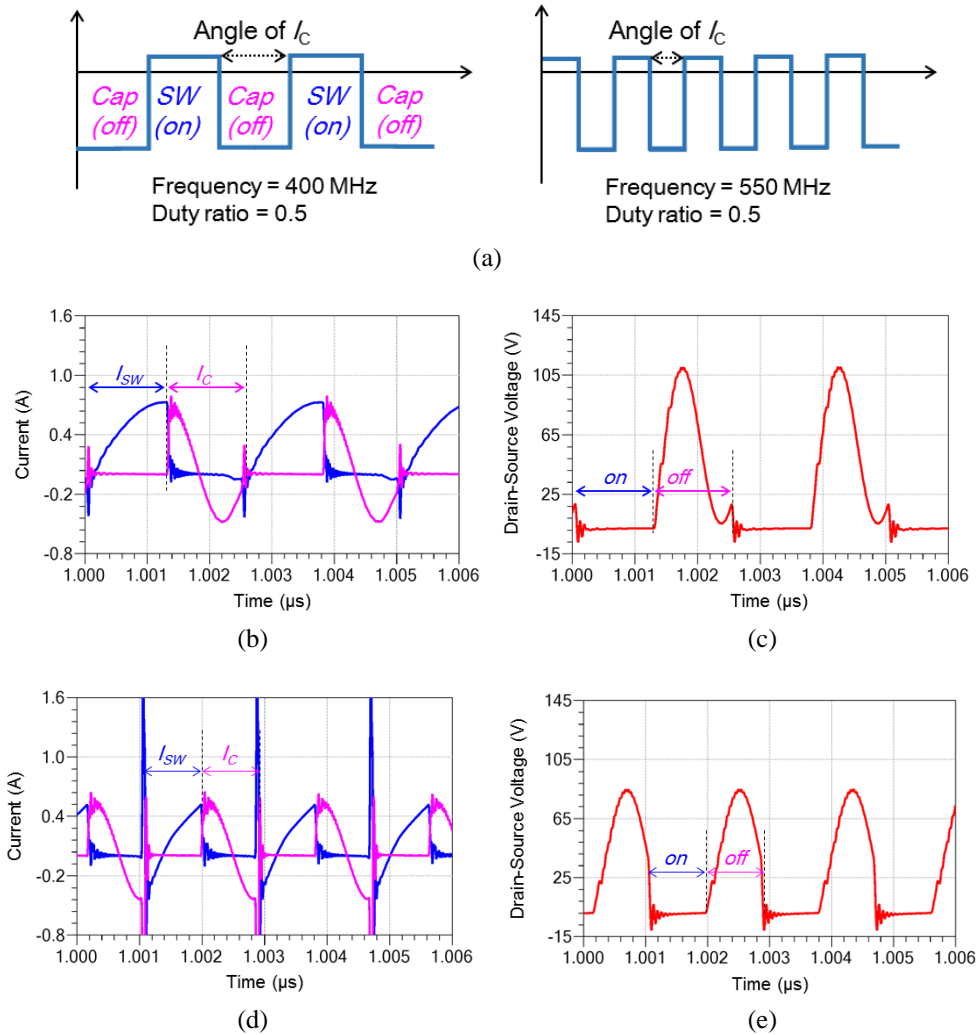 Angle of IC
Cap
(off)
SW
(on)
Cap
(off)
SW
(on)
Cap
(off)
Frequency = 400 MHz
Duty ratio = 0.5
Angle of IC
Frequency = 550 MHz
Duty ratio = 0.5
(a)
1.6
1.0
0.4
-0.2
-0.8
Current (A)
ISW
IC
1.000 1.001 1.002 1.003 1.004 1.005 1.006
Time (µs)
(b)
145
105
65
25
-15
Drain-Source Voltage (V)
on
off
1.000 1.001 1.002 1.003 1.004 1.005 1.006
Time (µs)
(c)
1.6
1.0
0.4
-0.2
-0.8
Current (A)
ISW
IC
1.000 1.001 1.002 1.003 1.004 1.005 1.006
Time (µs)
(d)
145
105
65
25
-15
Drain-Source Voltage (V)
on
off
1.000 1.001 1.002 1.003 1.004 1.005 1.006
Time (µs)
(e)